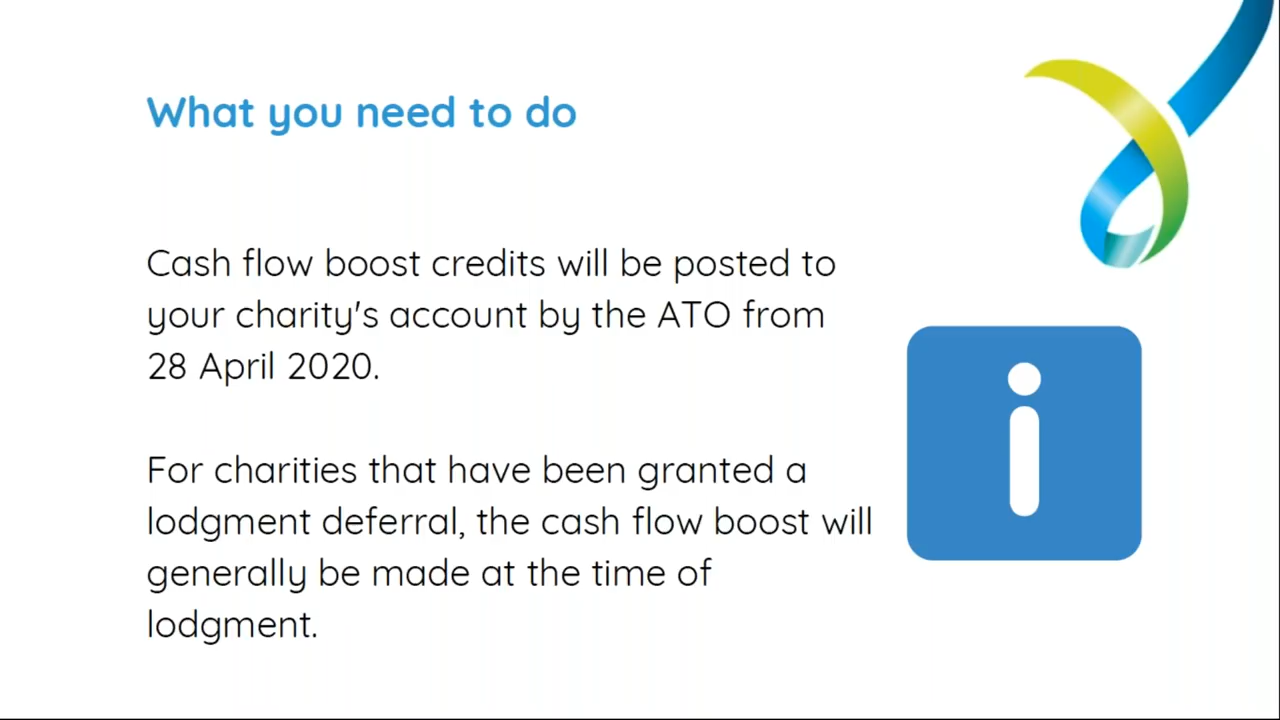 What you need to do
Cash flow boost credits will be posted to
your charity's account by the ATO from
28 April 2020.
For charities that have been granted a
lodgment deferral, the cash flow boost will
generally be made at the time of
lodgment.